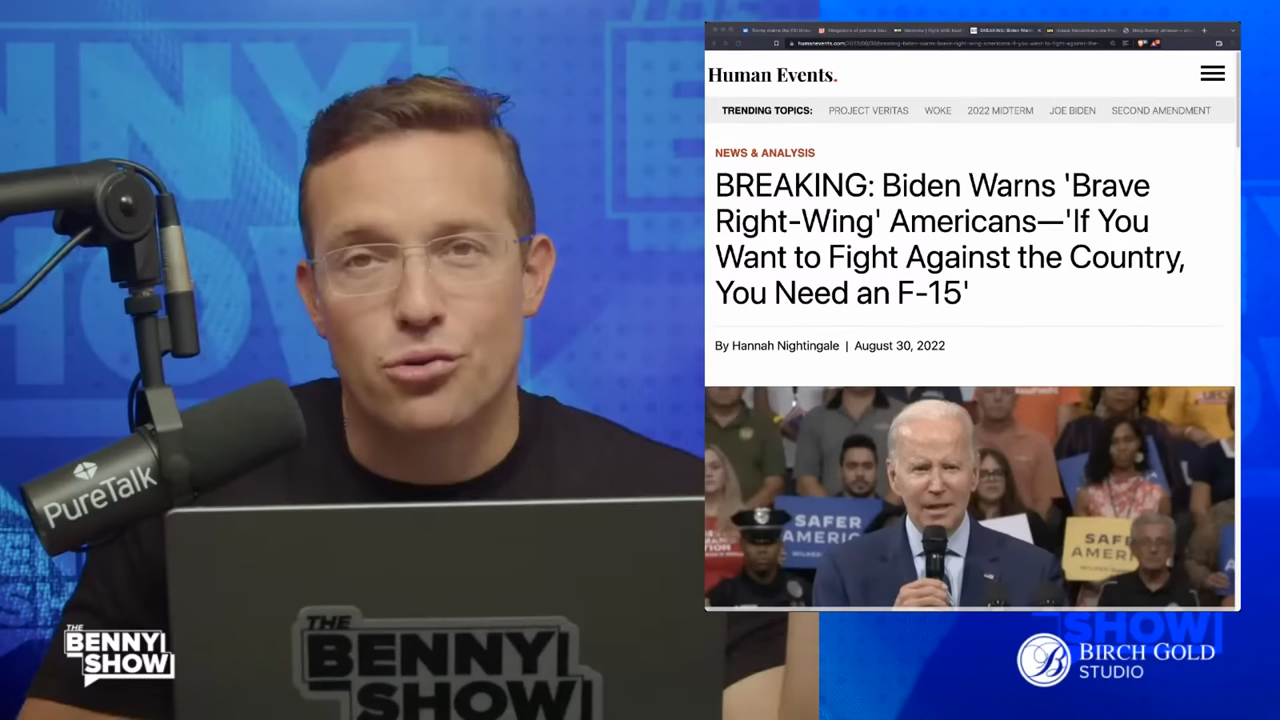 Human Events.
TRENDING TOPICS: PROJECT VERITAS WOKE 2022 MIDTERM JOE BIDEN SECOND AMENDMENT
NEWS & ANALYSIS
BREAKING: Biden Warns 'Brave
Right-Wing' Americans—'If You
Want to Fight Against the Country,
You Need an F-15'
By Hannah Nightingale | August 30, 2022
SAFER
AMERIC
SAFE
AMERI
PureTalk
THE
BENNY
SHOW
THE
BENNY
SHOW
SHOW
BIRCH GOLD
STUDIO